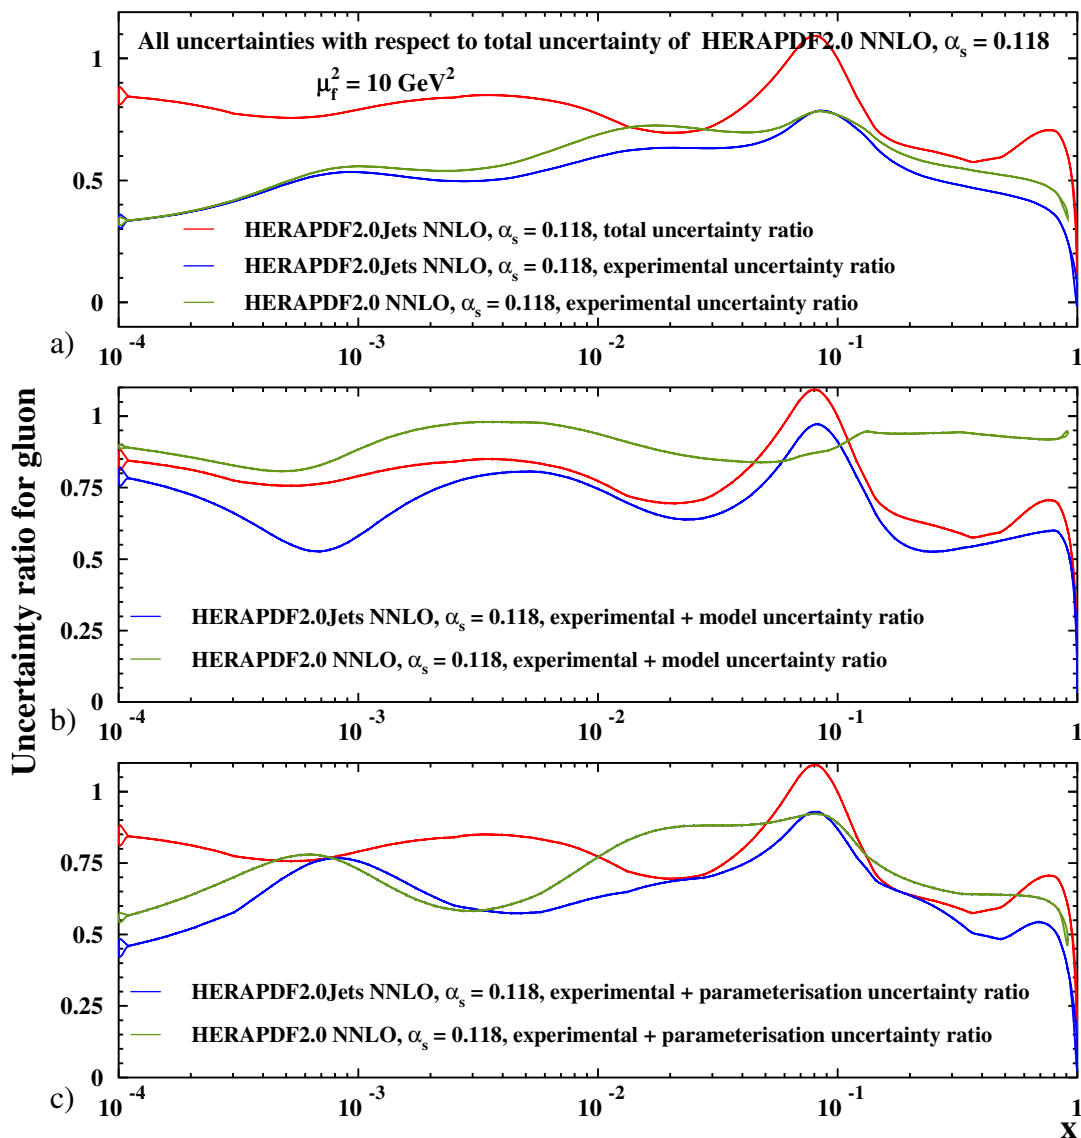 All uncertainties with respect to total uncertainty of HERAPDF2.0 NNLO, αs = 0.118
μf² = 10 GeV²
1
0.5
0
HERAPDF2.0Jets NNLO, αs = 0.118, total uncertainty ratio
HERAPDF2.0Jets NNLO, αs = 0.118, experimental uncertainty ratio
HERAPDF2.0 NNLO, αs = 0.118, experimental uncertainty ratio
a)
10⁻⁴ 10⁻³ 10⁻² 10⁻¹ 1
Uncertainty ratio for gluon
1
0.75
0.5
0.25
0
HERAPDF2.0Jets NNLO, αs = 0.118, experimental + model uncertainty ratio
HERAPDF2.0 NNLO, αs = 0.118, experimental + model uncertainty ratio
b)
10⁻⁴ 10⁻³ 10⁻² 10⁻¹ 1
1
0.75
0.5
0.25
0
HERAPDF2.0Jets NNLO, αs = 0.118, experimental + parameterisation uncertainty ratio
HERAPDF2.0 NNLO, αs = 0.118, experimental + parameterisation uncertainty ratio
c)
10⁻⁴ 10⁻³ 10⁻² 10⁻¹ 1
x